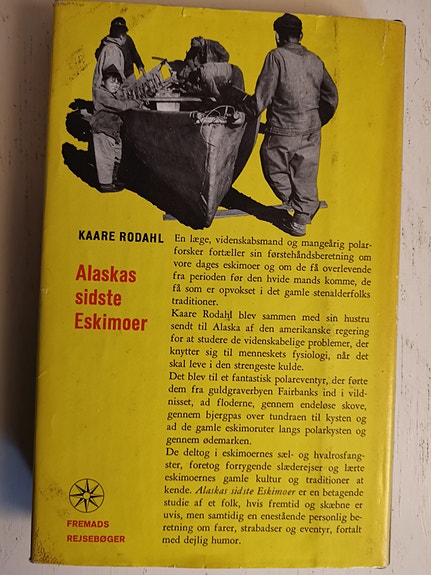 KAARE RODAHL
Alaskas
sidste
Eskimoer
En læge, videnskabsmand og mangeårig polar-
forsker fortæller sin førstehåndsberetning om
vore dages eskimoer og om de få overlevende
fra perioden før den hvide mands komme, de
få som er opvokset i det gamle stenalderfolks
traditioner.
Kaare Rodahl blev sammen med sin hustru
sendt til Alaska af den amerikanske regering
for at studere de videnskabelige problemer, der
knytter sig til menneskets fysiologi, når det
skal leve i den strengeste kulde.
Det blev til et fantastisk polareventyr, der førte
dem fra guldgraverbyen Fairbanks ind i vild-
nisset, ad floderne, gennem endeløse skove,
gennem bjergpas over tundraen til kysten og
ad de gamle eskimoruter langs polarkysten og
gennem ødemarken.
De deltog i eskimoernes sæl- og hvalrosfang-
ster, foretog forrygende slæderejser og lærte
eskimoernes gamle kultur og traditioner at
kende. Alaskas sidste Eskimoer er en betagende
studie af et folk, hvis fremtid og skæbne er
uvis, men samtidig en enestående personlig be-
retning om farer, strabadser og eventyr, fortalt
med dejlig humor.
FREMADS
REJSEBØGER